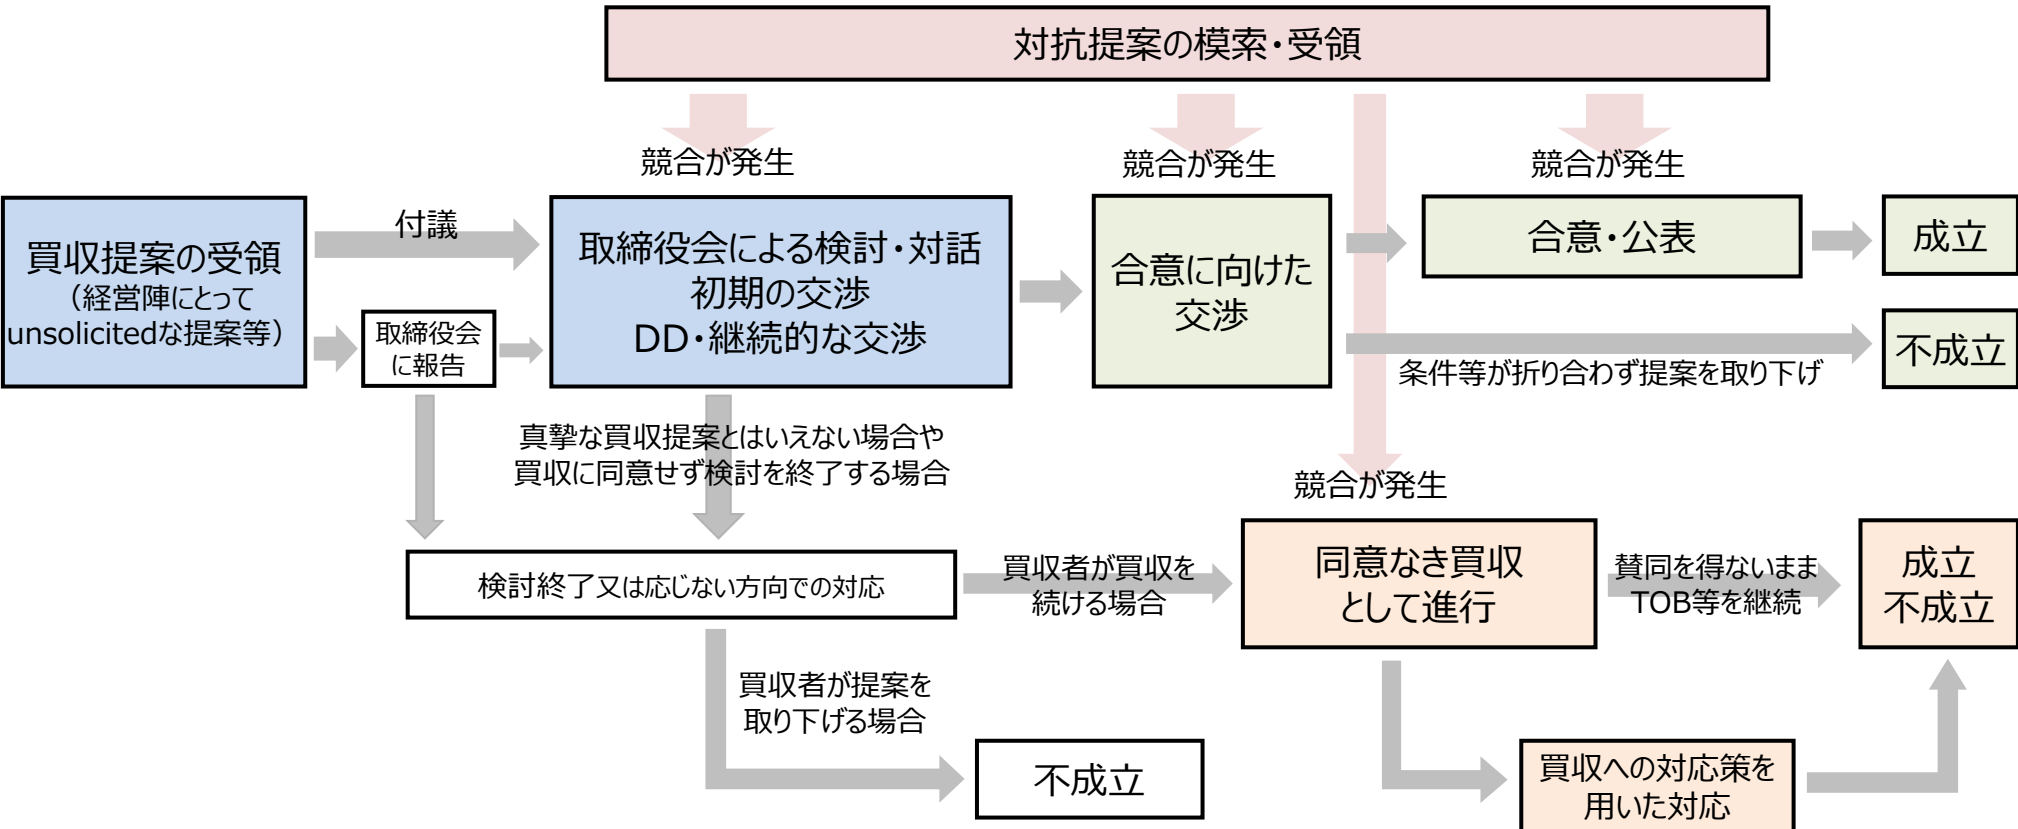 対抗提案の模索・受領
競合が発生
競合が発生
競合が発生
買収提案の受領
（経営陣にとって
unsolicitedな提案等）
付議
取締役会
に報告
取締役会による検討・対話
初期の交渉
DD・継続的な交渉
合意に向けた
交渉
合意・公表
成立
不成立
条件等が折り合わず提案を取り下げ
真摯な買収提案とはいえない場合や
買収に同意せず検討を終了する場合
競合が発生
検討終了又は応じない方向での対応
買収者が買収を
続ける場合
同意なき買収
として進行
賛同を得ないまま
TOB等を継続
成立
不成立
買収者が提案を
取り下げる場合
不成立
買収への対応策を
用いた対応